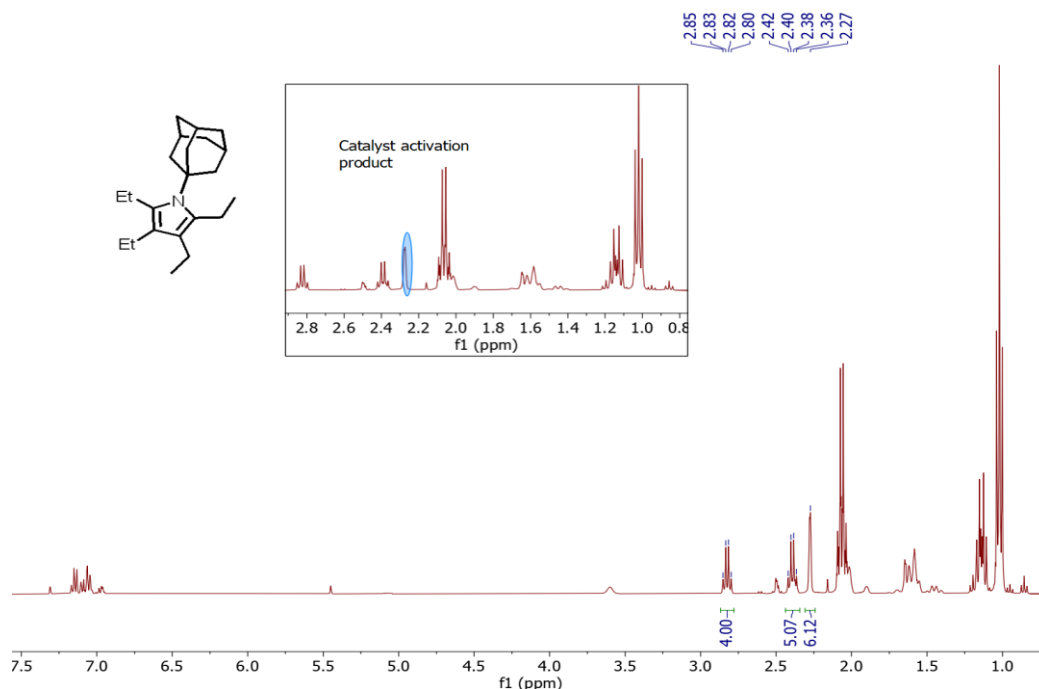 2.85
2.83
2.82
2.80
2.42
2.40
2.38
2.36
2.27
Catalyst activation
product
Et
N
Et
2.8 2.6 2.4 2.2 2.0 1.8 1.6 1.4 1.2 1.0 0.8
f1 (ppm)
4.00
5.07
6.12
7.5 7.0 6.5 6.0 5.5 5.0 4.5 4.0 3.5 3.0 2.5 2.0 1.5 1.0
f1 (ppm)